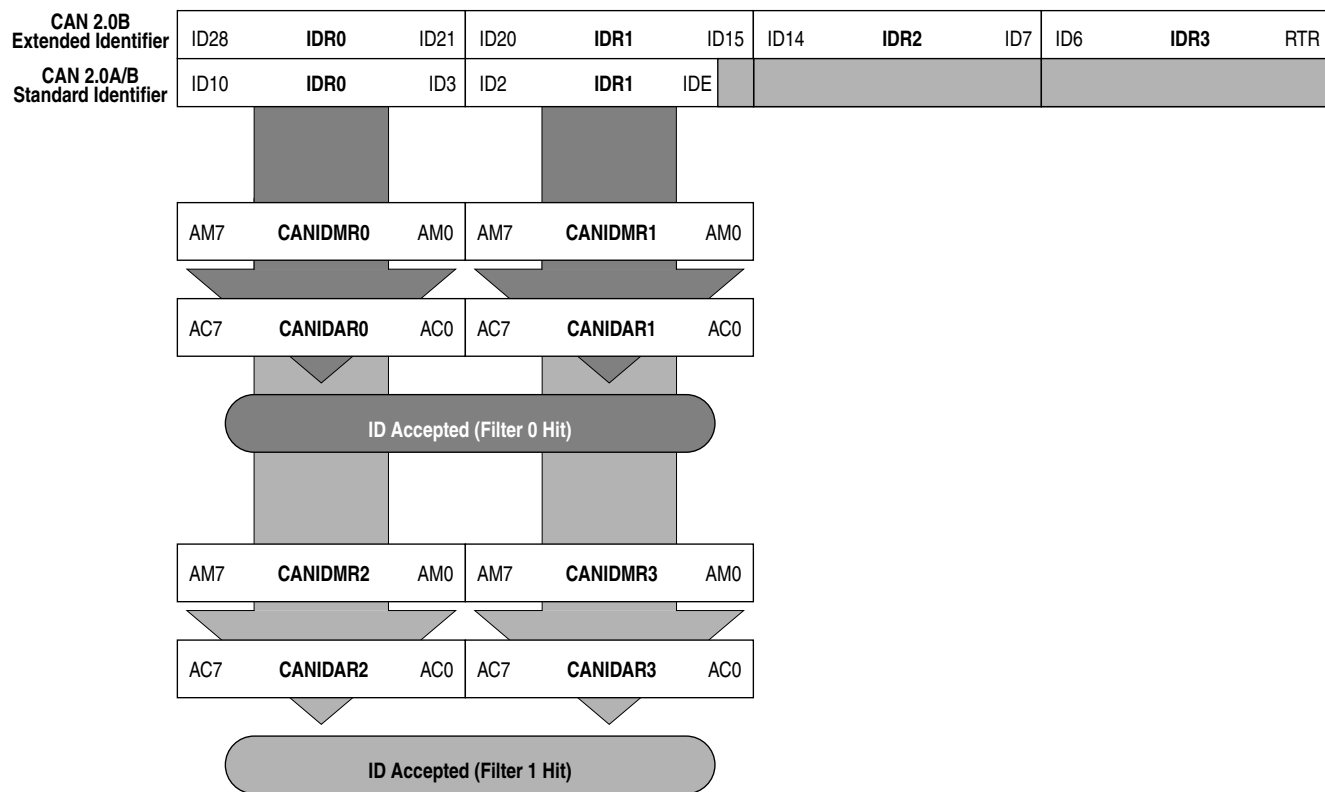 CAN 2.0B
Extended Identifier
ID28 IDR0 ID21 ID20 IDR1 ID15 ID14 IDR2 ID7 ID6 IDR3 RTR
CAN 2.0A/B
Standard Identifier
ID10 IDR0 ID3 ID2 IDR1 IDE
AM7 CANIDMR0 AM0 AM7 CANIDMR1 AM0
AC7 CANIDAR0 AC0 AC7 CANIDAR1 AC0
ID Accepted (Filter 0 Hit)
AM7 CANIDMR2 AM0 AM7 CANIDMR3 AM0
AC7 CANIDAR2 AC0 AC7 CANIDAR3 AC0
ID Accepted (Filter 1 Hit)